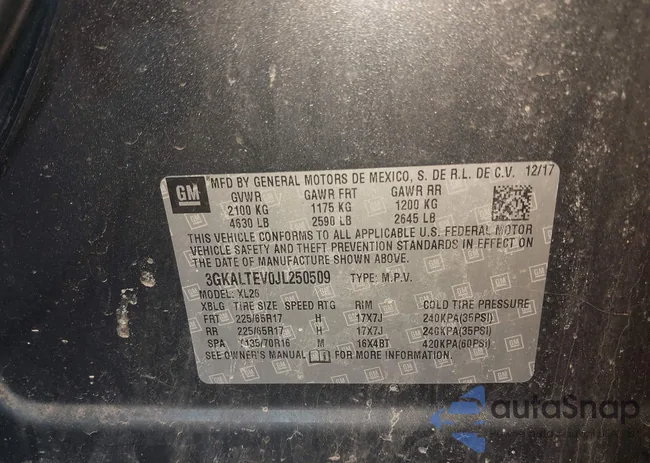 GM
MFD BY GENERAL MOTORS DE MEXICO, S. DE R.L. DE C.V. 12/17
GVWR GAWR FRT GAWR RR
2100 KG 1175 KG 1200 KG
4630 LB 2590 LB 2645 LB
THIS VEHICLE CONFORMS TO ALL APPLICABLE U.S. FEDERAL MOTOR
VEHICLE SAFETY AND THEFT PREVENTION STANDARDS IN EFFECT ON
THE DATE OF MANUFACTURE SHOWN ABOVE.
3GKALTEV0JL250509 TYPE: M.P.V.
MODEL: XL26
XBLG TIRE SIZE SPEED RTG RIM COLD TIRE PRESSURE
FRT 225/65R17 H 17X7J 240KPA(35PSI)
RR 225/65R17 H 17X7J 240KPA(35PSI)
SPA T135/70R16 M 16X4BT 420KPA(60PSI)
SEE OWNER'S MANUAL FOR MORE INFORMATION.
autaSnap